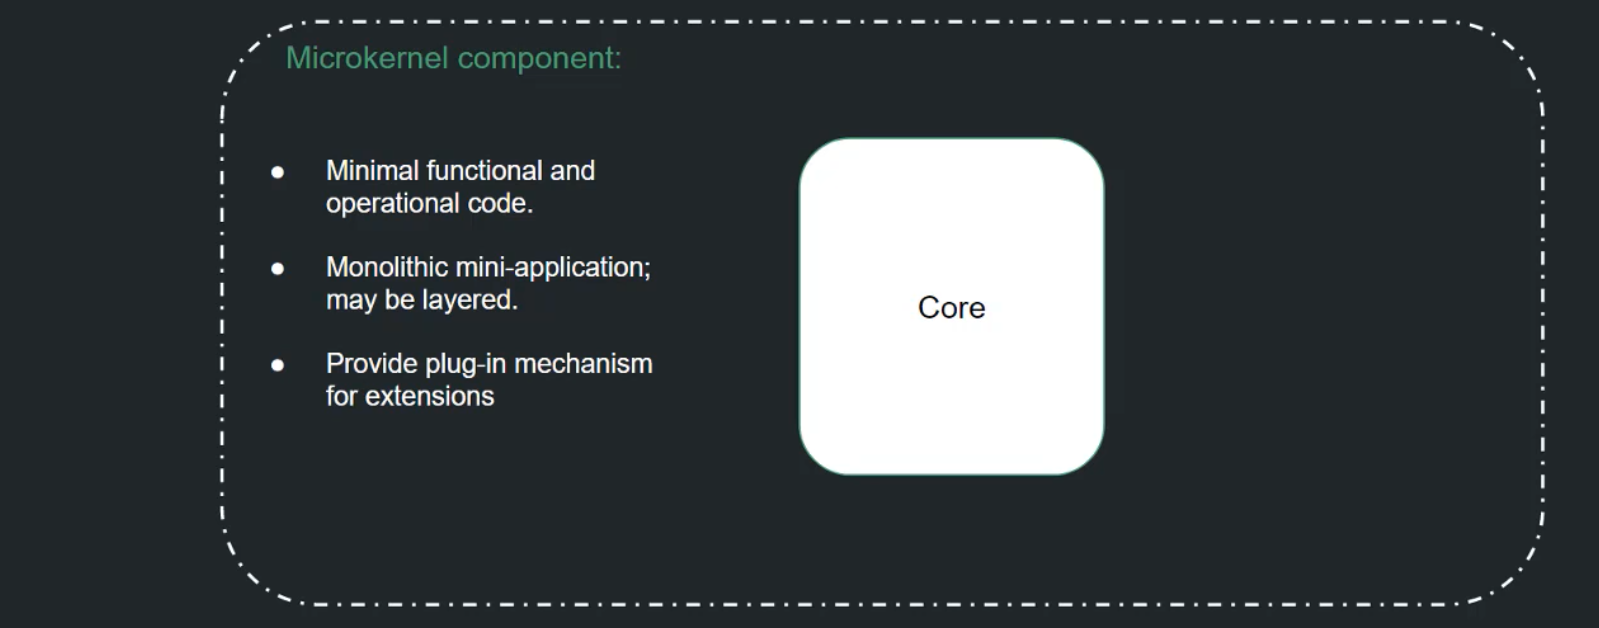 Microkernel component:
● Minimal functional and
operational code.
● Monolithic mini-application;
may be layered.
● Provide plug-in mechanism
for extensions
Core